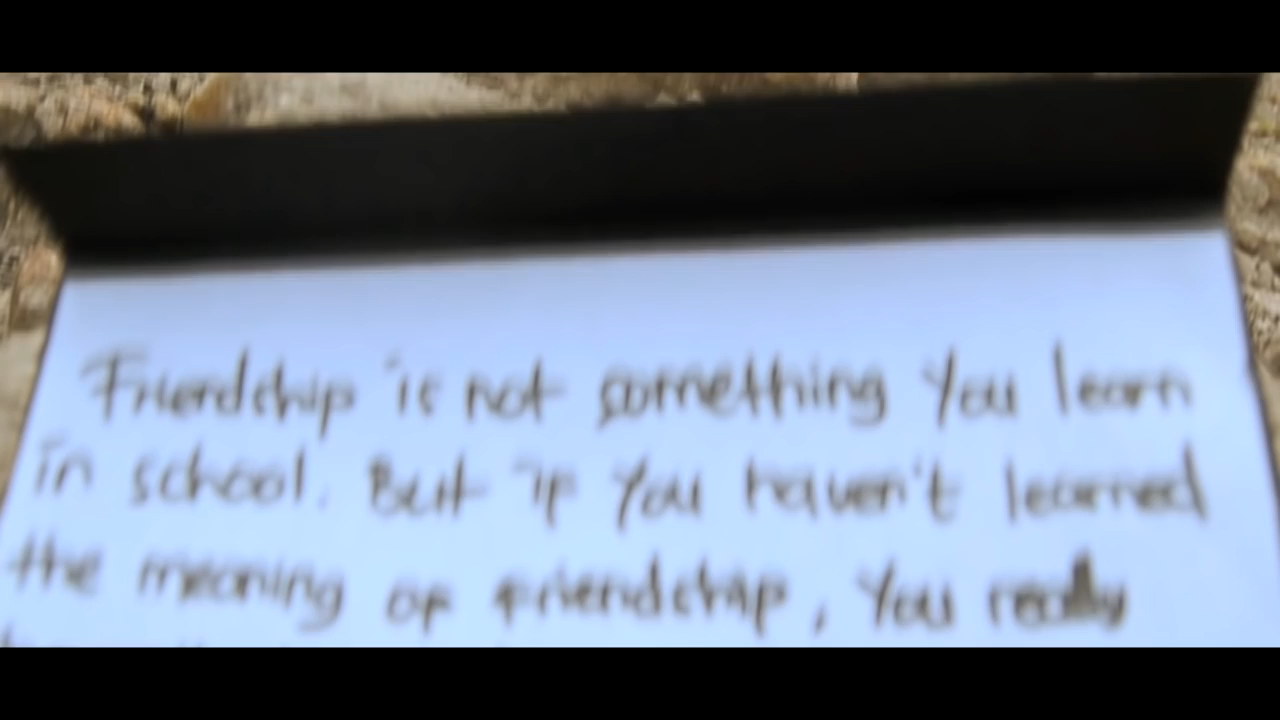 Friendship is not something you learn
in school. But if you haven't learned
the meaning of friendship, you really